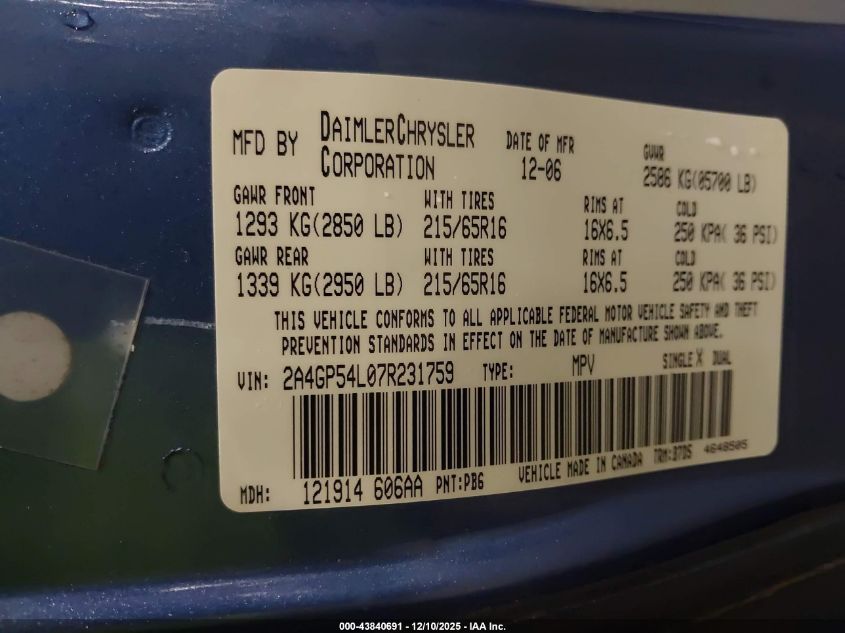 MFD BY DAIMLERCHRYSLER CORPORATION DATE OF MFR 12-06 GVWR 2506 KG(05700 LB)
GAWR FRONT WITH TIRES RIMS AT COLD
1293 KG(2850 LB) 215/65R16 16X6.5 250 KPA( 36 PSI)
GAWR REAR WITH TIRES RIMS AT COLD
1339 KG(2950 LB) 215/65R16 16X6.5 250 KPA( 36 PSI)
THIS VEHICLE CONFORMS TO ALL APPLICABLE FEDERAL MOTOR VEHICLE SAFETY AND THEFT
PREVENTION STANDARDS IN EFFECT ON THE DATE OF MANUFACTURE SHOWN ABOVE.
VIN: 2A4GP54L07R231759 TYPE: MPV SINGLE X DUAL
MDH: 121914 606AA PNT:PB6 VEHICLE MADE IN CANADA TRM:B7D5 4648505
000-43840691 - 12/10/2025 - IAA Inc.